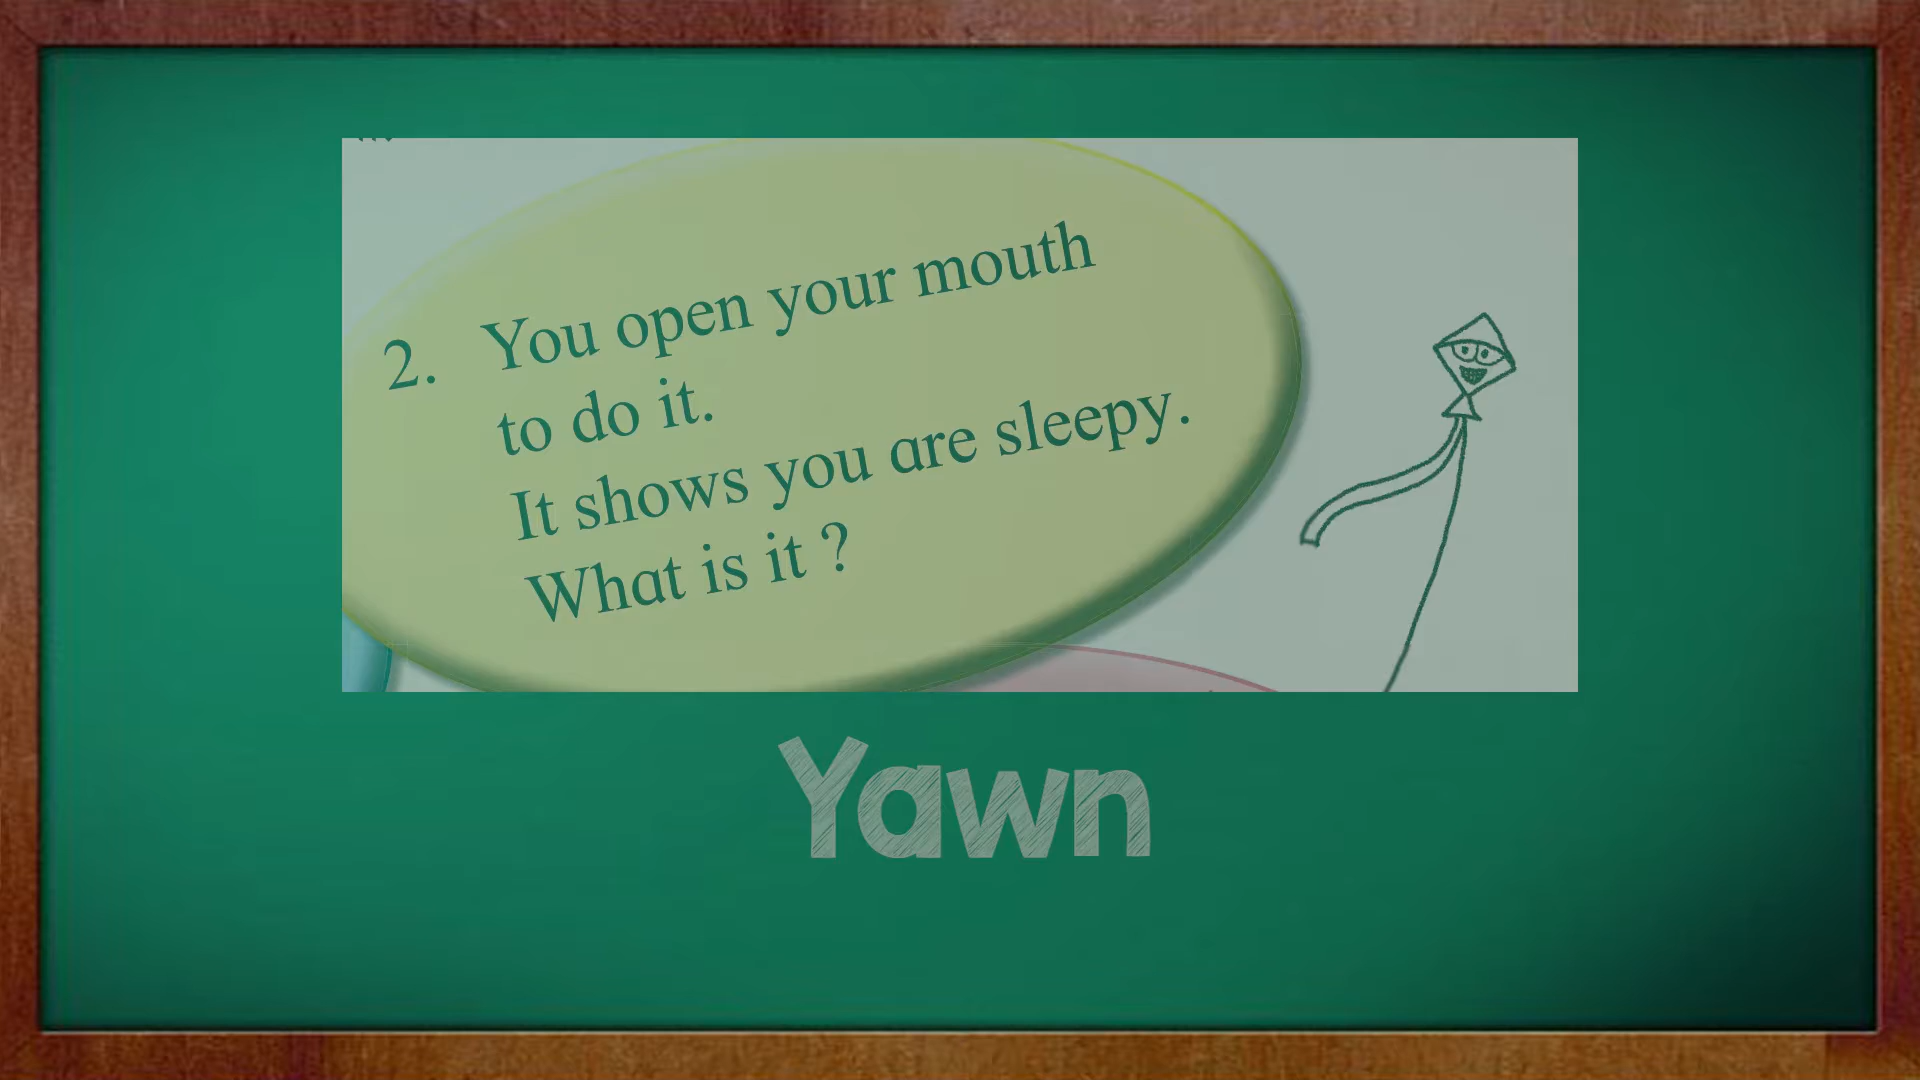 2. You open your mouth
to do it.
It shows you are sleepy.
What is it ?
Yawn